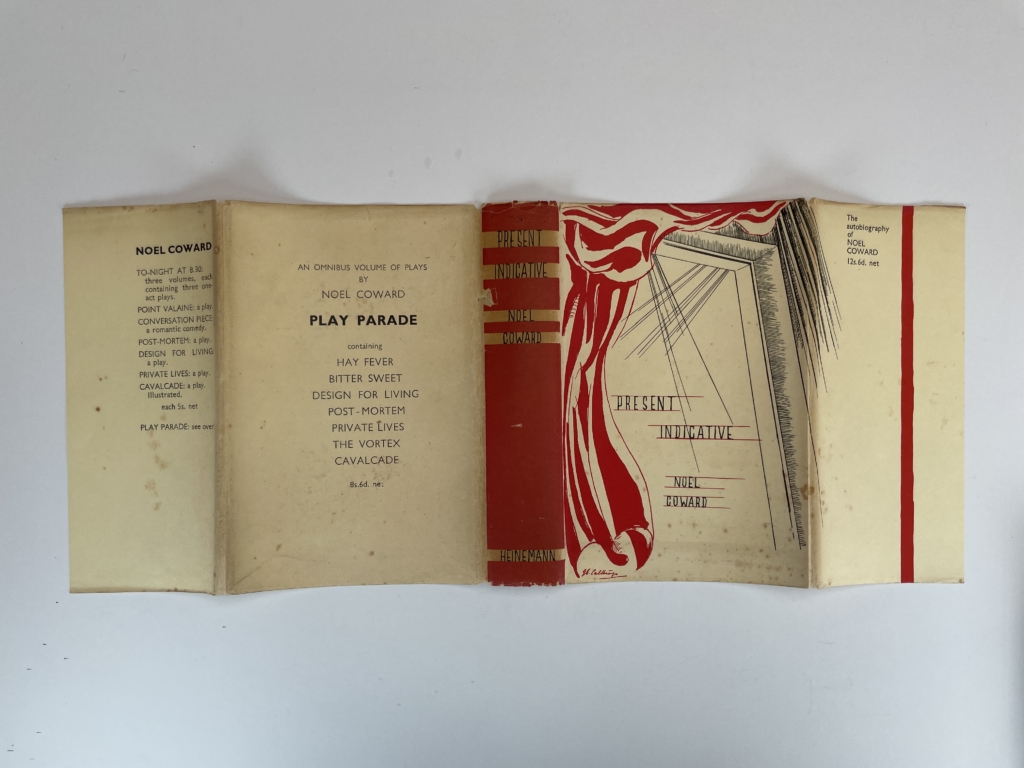 NOEL COWARD
TO-NIGHT AT 8.30:
three volumes, each
containing three one-
act plays.
POINT VALAINE: a play.
CONVERSATION PIECE:
a romantic comedy.
POST-MORTEM: a play.
DESIGN FOR LIVING
a play.
PRIVATE LIVES: a play.
CAVALCADE: a play.
Illustrated.
each 5s. net
PLAY PARADE: see over
AN OMNIBUS VOLUME OF PLAYS
BY
NOEL COWARD
PLAY PARADE
containing
HAY FEVER
BITTER SWEET
DESIGN FOR LIVING
POST-MORTEM
PRIVATE LIVES
THE VORTEX
CAVALCADE
8s.6d. net
PRESENT
INDICATIVE
NOEL
COWARD
HEINEMANN
PRESENT
INDICATIVE
NOEL
COWARD
The
autobiography
of
NOEL
COWARD
12s.6d. net